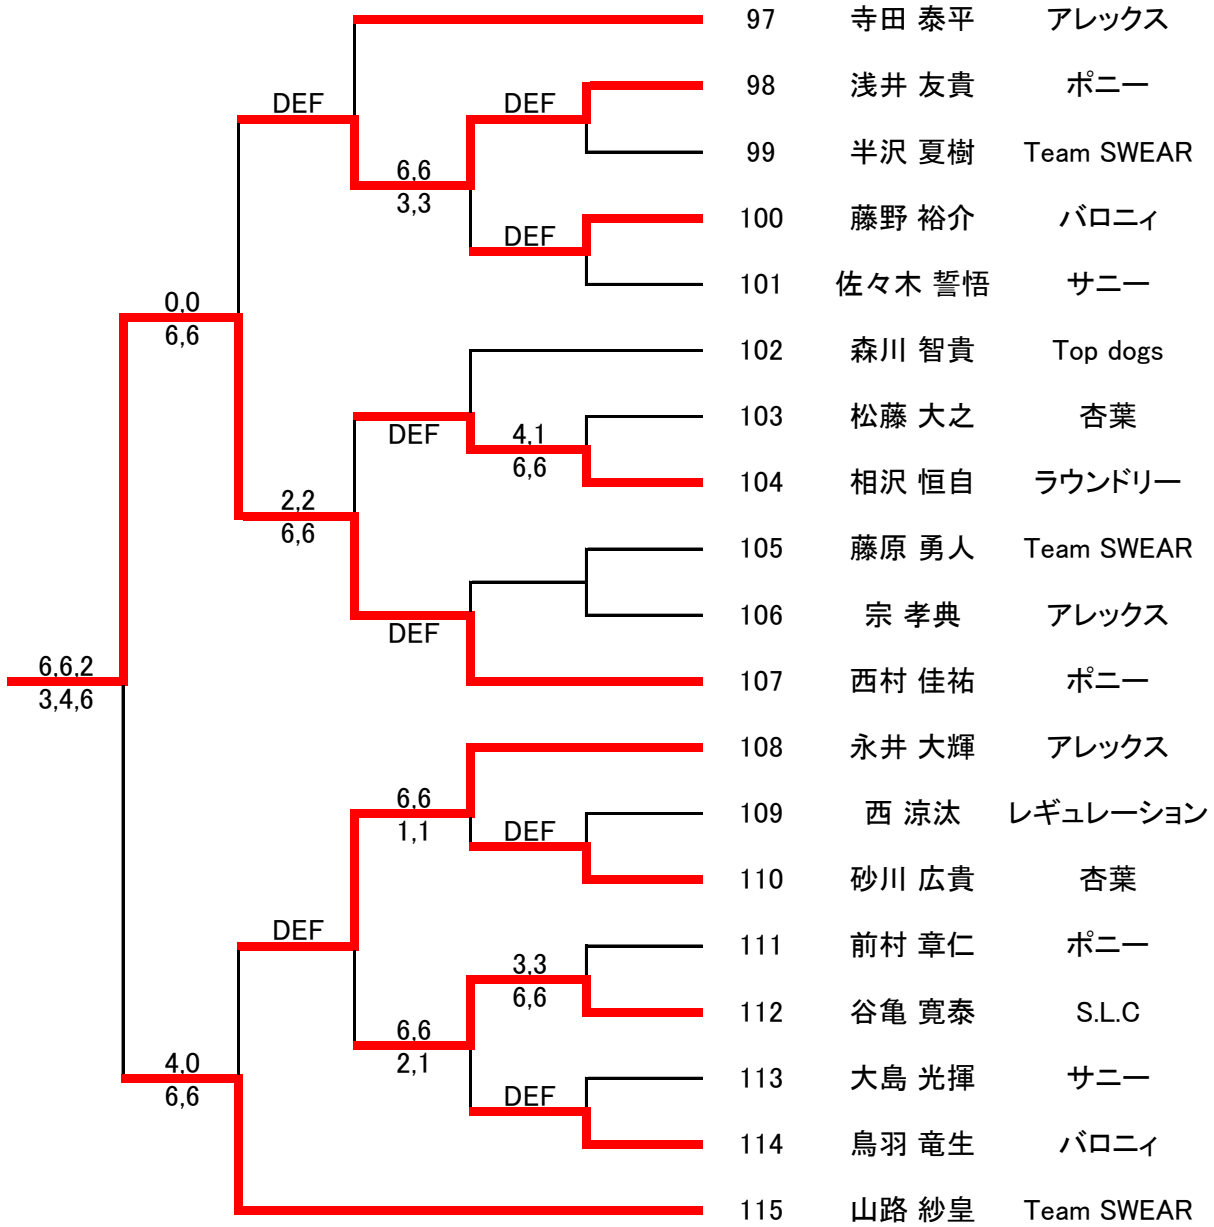 97 寺田 泰平 アレックス
98 浅井 友貴 ポニー
DEF DEF
99 半沢 夏樹 Team SWEAR
6,6
3,3
100 藤野 裕介 バロニィ
DEF
101 佐々木 誓悟 サニー
0,0
6,6
102 森川 智貴 Top dogs
103 松藤 大之 杏葉
DEF 4,1
6,6
104 相沢 恒自 ラウンドリー
2,2
6,6
105 藤原 勇人 Team SWEAR
106 宗 孝典 アレックス
DEF
6,6,2
3,4,6
107 西村 佳祐 ポニー
108 永井 大輝 アレックス
6,6
1,1
109 西 涼汰 レギュレーション
DEF
110 砂川 広貴 杏葉
DEF
111 前村 章仁 ポニー
3,3
6,6
112 谷亀 寛泰 S.L.C
6,6
2,1
4,0
6,6
113 大島 光揮 サニー
DEF
114 鳥羽 竜生 バロニィ
115 山路 紗皇 Team SWEAR